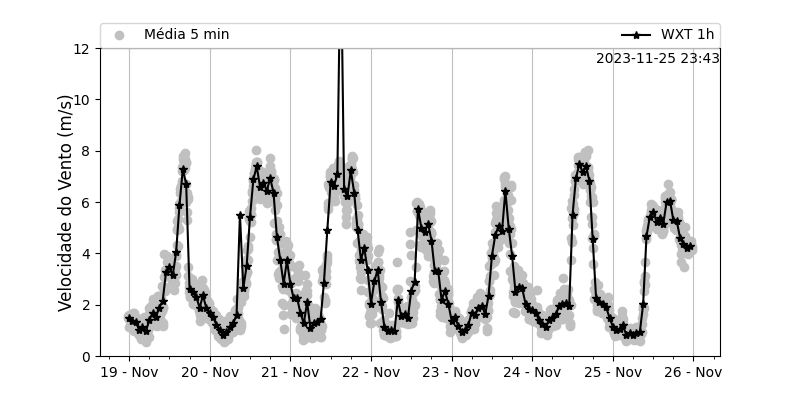 Média 5 min
WXT 1h
2023-11-25 23:43
Velocidade do Vento (m/s)
12
10
8
6
4
2
0
19 - Nov
20 - Nov
21 - Nov
22 - Nov
23 - Nov
24 - Nov
25 - Nov
26 - Nov